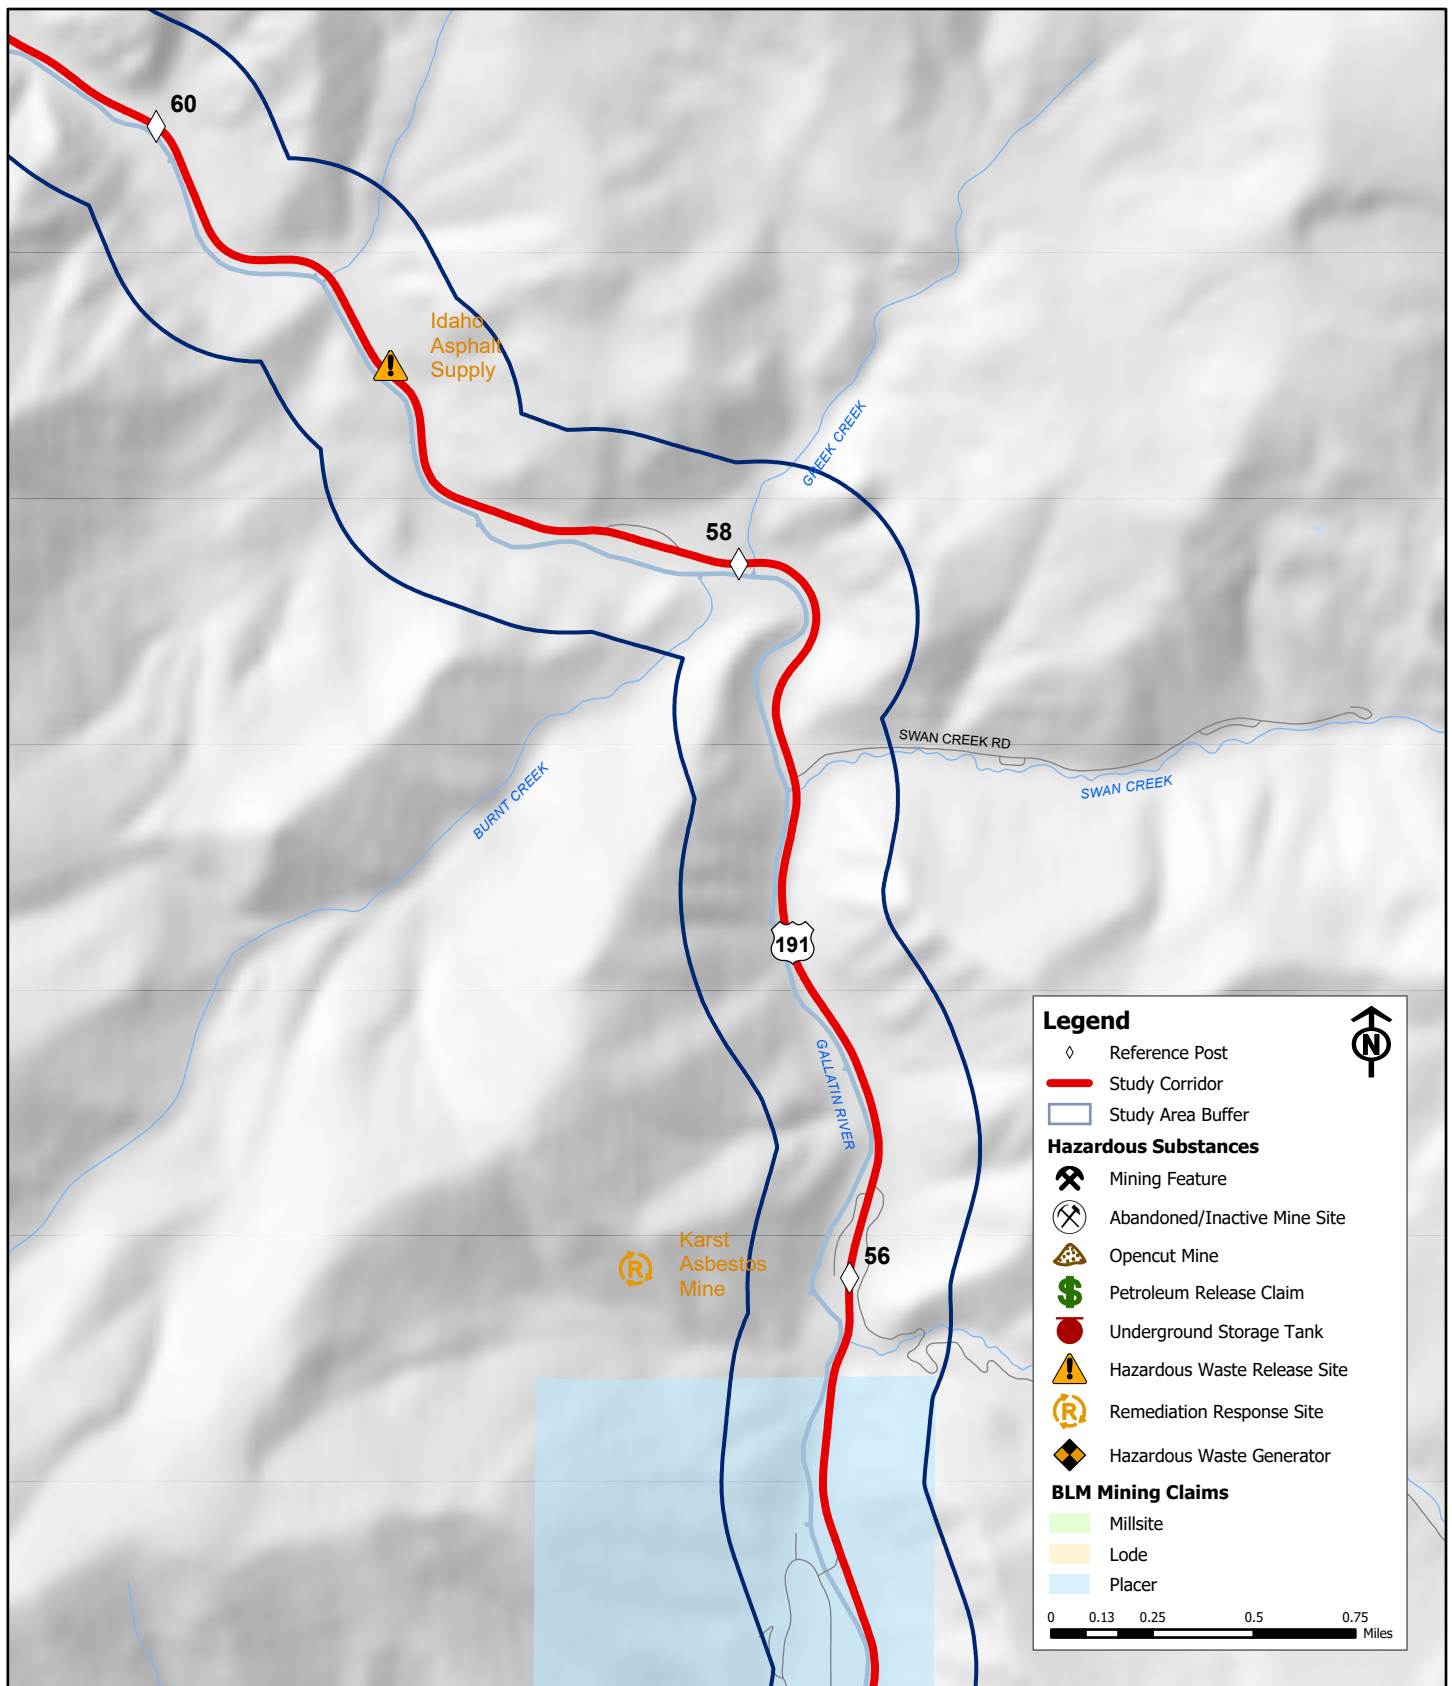 60
Idaho
Asphalt
Supply
GREEK CREEK
58
SWAN CREEK RD
SWAN CREEK
BURNT CREEK
191
GALLATIN RIVER
Karst
Asbestos
Mine
R
56
Legend
N
Reference Post
Study Corridor
Study Area Buffer
Hazardous Substances
Mining Feature
Abandoned/Inactive Mine Site
Opencut Mine
$ Petroleum Release Claim
Underground Storage Tank
! Hazardous Waste Release Site
R Remediation Response Site
Hazardous Waste Generator
BLM Mining Claims
Millsite
Lode
Placer
0 0.13 0.25 0.5 0.75
Miles